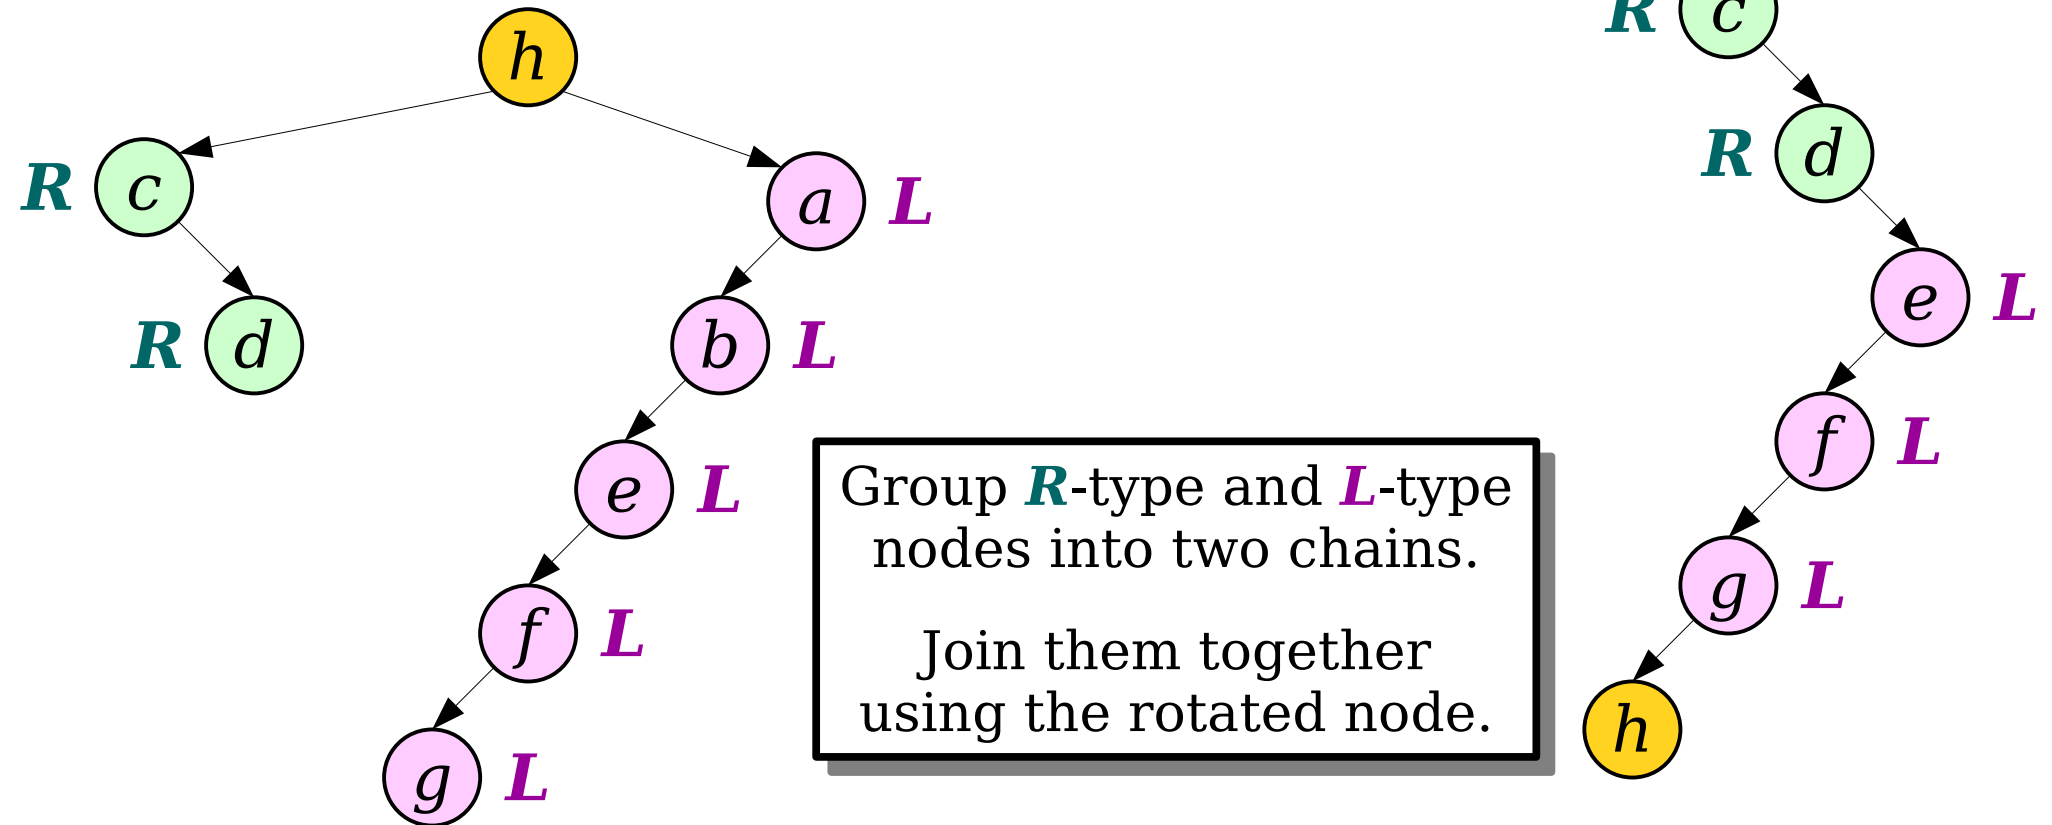 h
R c
a L
R d
b L
e L
f L
g L
Group R-type and L-type
nodes into two chains.
Join them together
using the rotated node.
R c
R d
e L
f L
g L
h